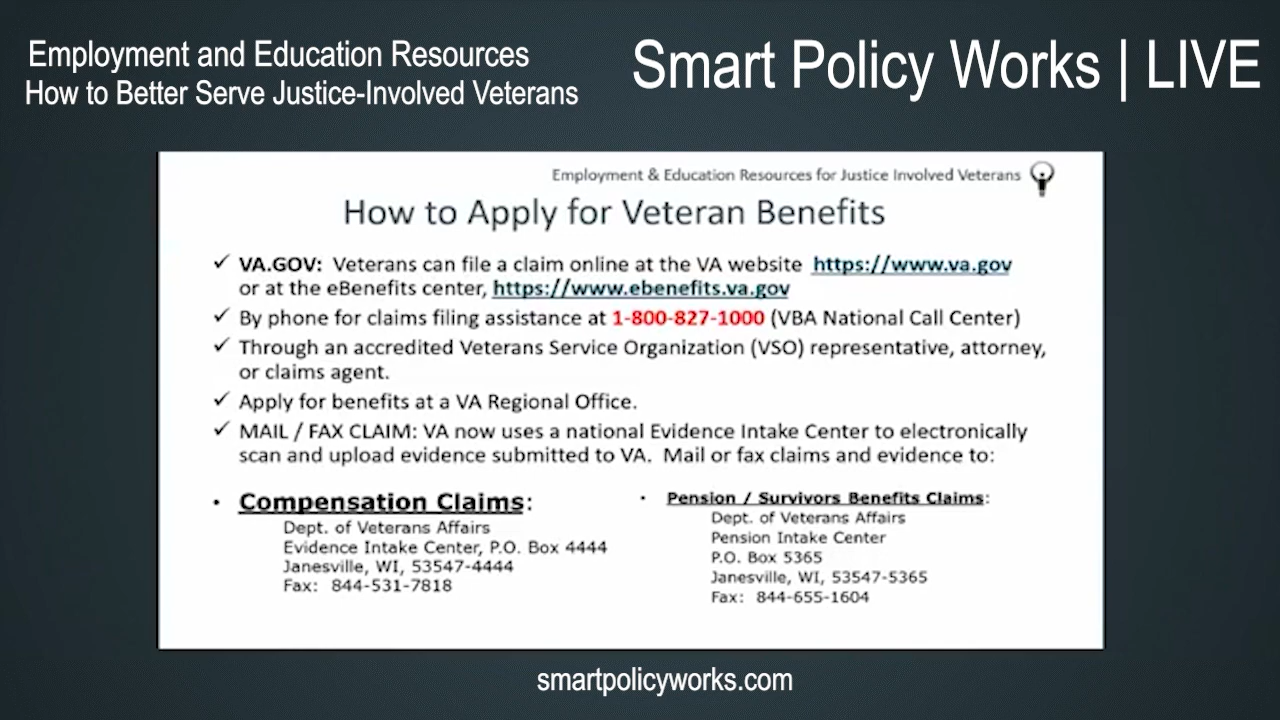 Employment and Education Resources
How to Better Serve Justice-Involved Veterans
Smart Policy Works | LIVE
Employment & Education Resources for Justice Involved Veterans
How to Apply for Veteran Benefits
✓ VA.GOV: Veterans can file a claim online at the VA website https://www.va.gov
or at the eBenefits center, https://www.ebenefits.va.gov
✓ By phone for claims filing assistance at 1-800-827-1000 (VBA National Call Center)
✓ Through an accredited Veterans Service Organization (VSO) representative, attorney,
or claims agent.
✓ Apply for benefits at a VA Regional Office.
✓ MAIL / FAX CLAIM: VA now uses a national Evidence Intake Center to electronically
scan and upload evidence submitted to VA. Mail or fax claims and evidence to:
• Compensation Claims:
Dept. of Veterans Affairs
Evidence Intake Center, P.O. Box 4444
Janesville, WI, 53547-4444
Fax: 844-531-7818
• Pension / Survivors Benefits Claims:
Dept. of Veterans Affairs
Pension Intake Center
P.O. Box 5365
Janesville, WI, 53547-5365
Fax: 844-655-1604
smartpolicyworks.com